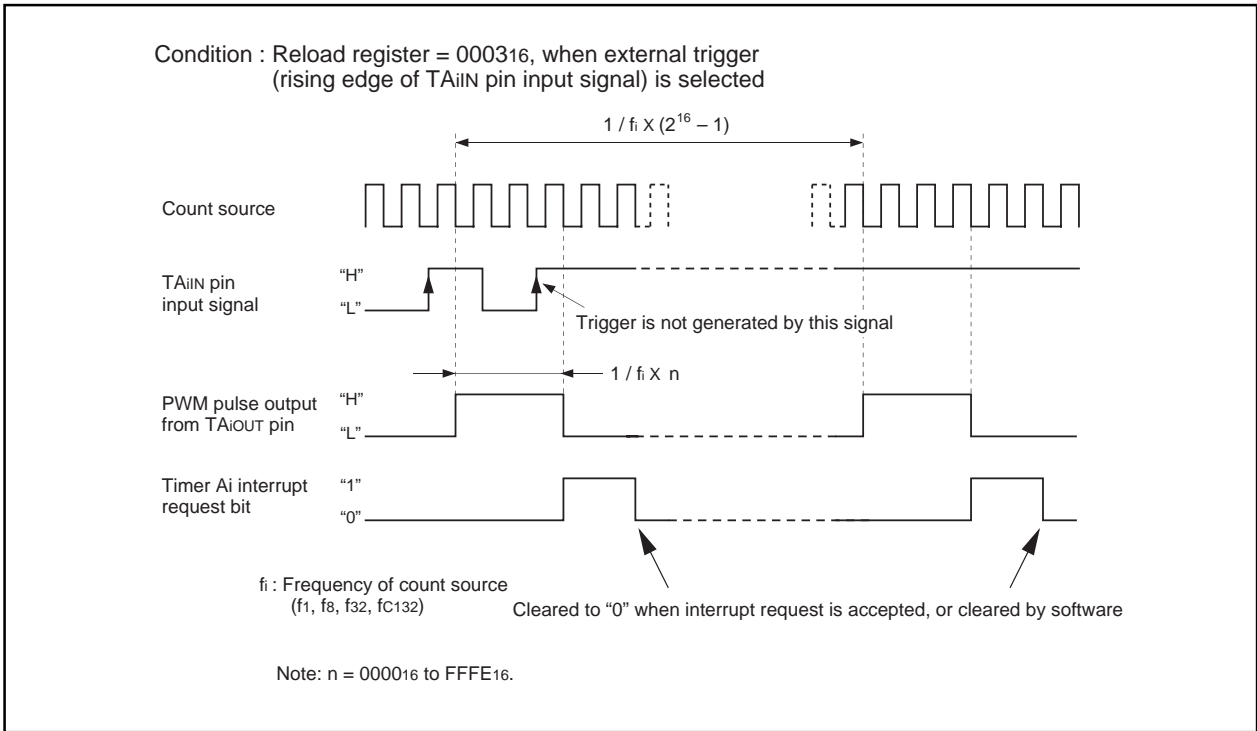 Condition : Reload register = 000316, when external trigger
(rising edge of TAiIN pin input signal) is selected
1 / fi X (2^16 – 1)
Count source
TAiIN pin
input signal
“H”
“L”
Trigger is not generated by this signal
1 / fi X n
PWM pulse output
from TAiOUT pin
“H”
“L”
Timer Ai interrupt
request bit
“1”
“0”
fi : Frequency of count source
(f1, f8, f32, fC132)
Cleared to “0” when interrupt request is accepted, or cleared by software
Note: n = 000016 to FFFE16.